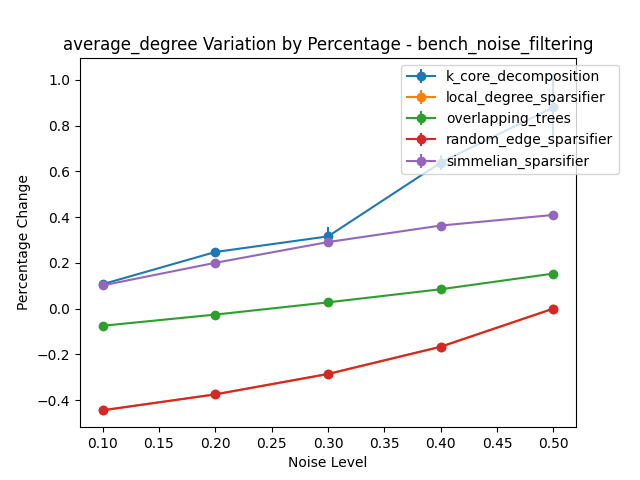 average_degree Variation by Percentage - bench_noise_filtering
k_core_decomposition
local_degree_sparsifier
overlapping_trees
random_edge_sparsifier
simmelian_sparsifier
Percentage Change
1.0
0.8
0.6
0.4
0.2
0.0
−0.2
−0.4
0.10 0.15 0.20 0.25 0.30 0.35 0.40 0.45 0.50
Noise Level